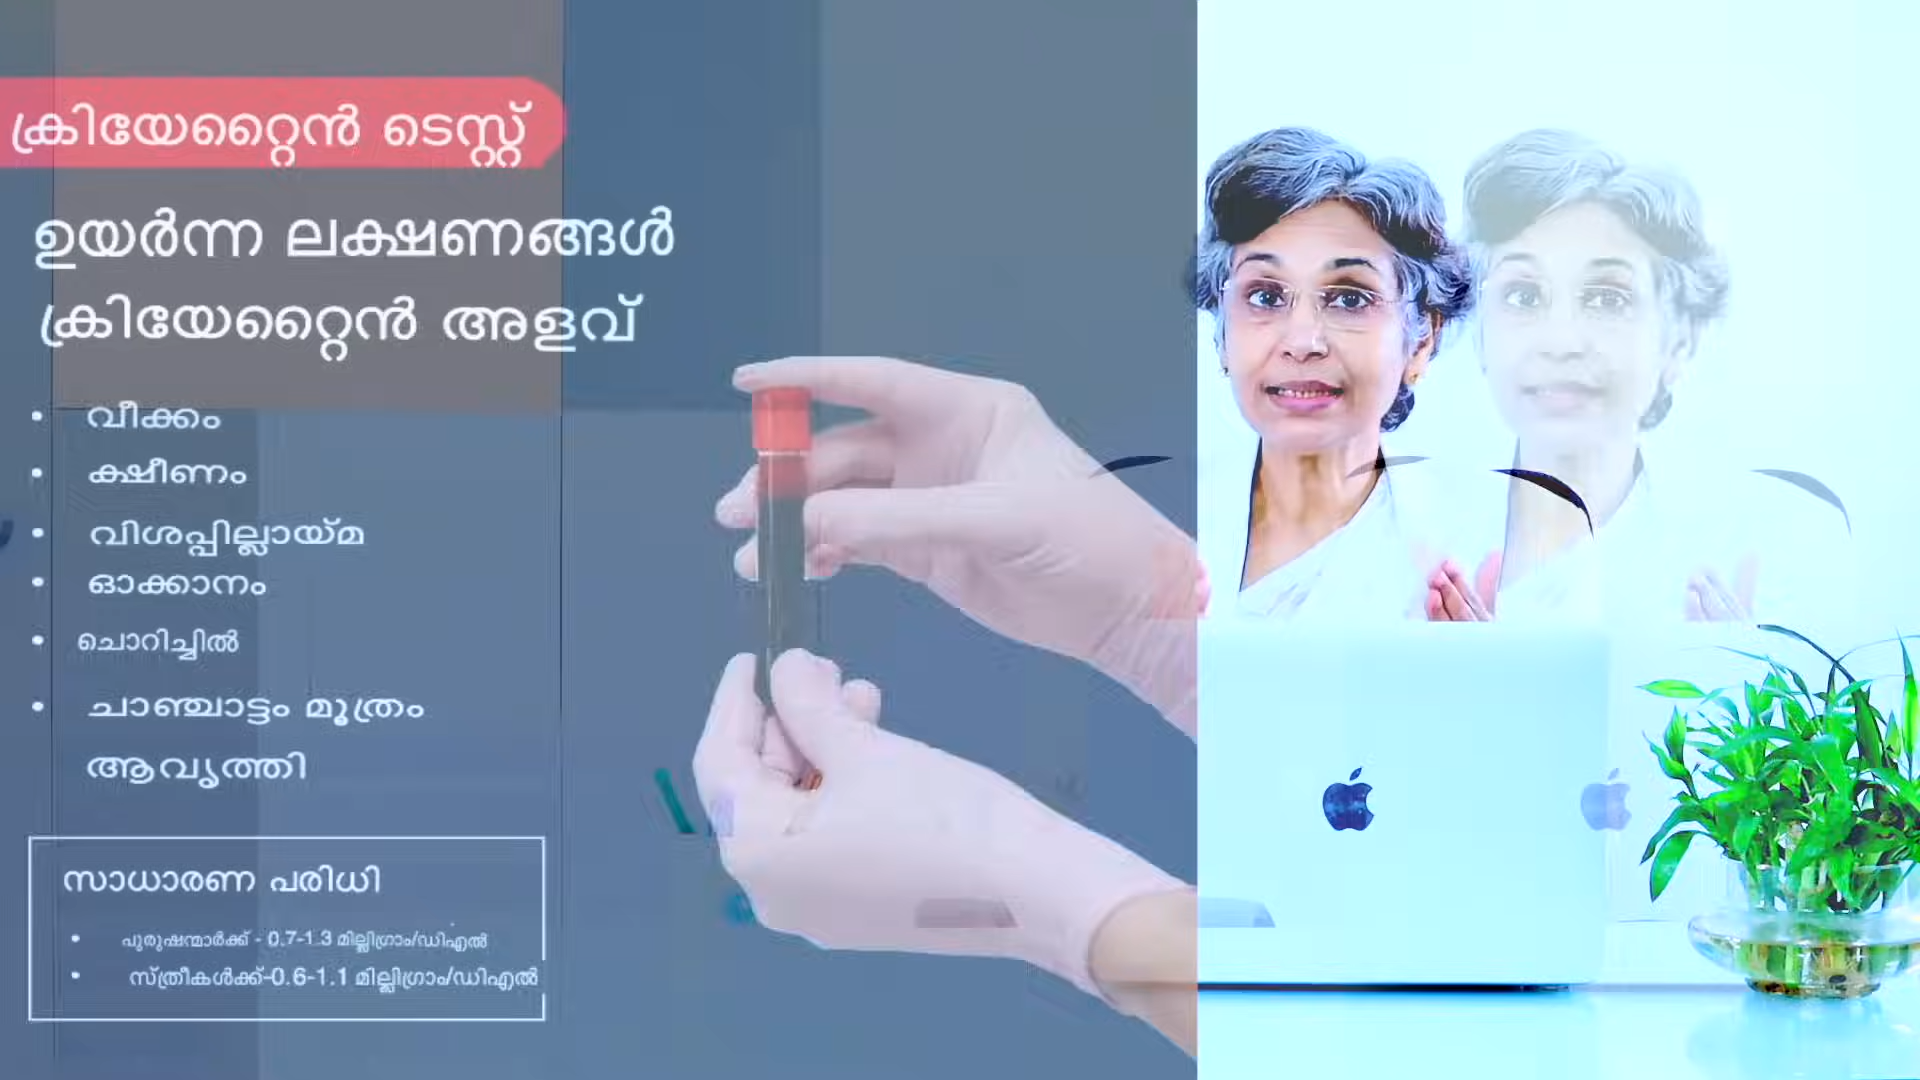 ക്രിയേറ്റൈൻ ടെസ്റ്റ്
ഉയർന്ന ലക്ഷണങ്ങൾ
ക്രിയേറ്റൈൻ അളവ്
• വീക്കം
• ക്ഷീണം
• വിശപ്പില്ലായ്മ
• ഓക്കാനം
• ചൊറിച്ചിൽ
• ചാഞ്ചാട്ടം മൂത്രം
ആവൃത്തി
സാധാരണ പരിധി
• പുരുഷന്മാർക്ക് - 0.7-1.3 മില്ലിഗ്രാം/ഡിഎൽ
• സ്ത്രീകൾക്ക്-0.6-1.1 മില്ലിഗ്രാം/ഡിഎൽ